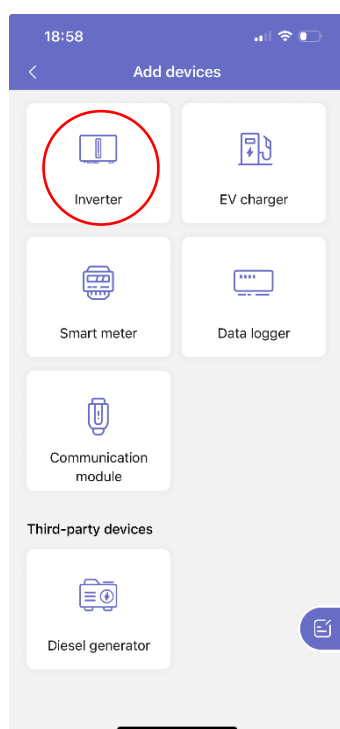 18:58
Add devices
Inverter
EV charger
Smart meter
Data logger
Communication
module
Third-party devices
Diesel generator